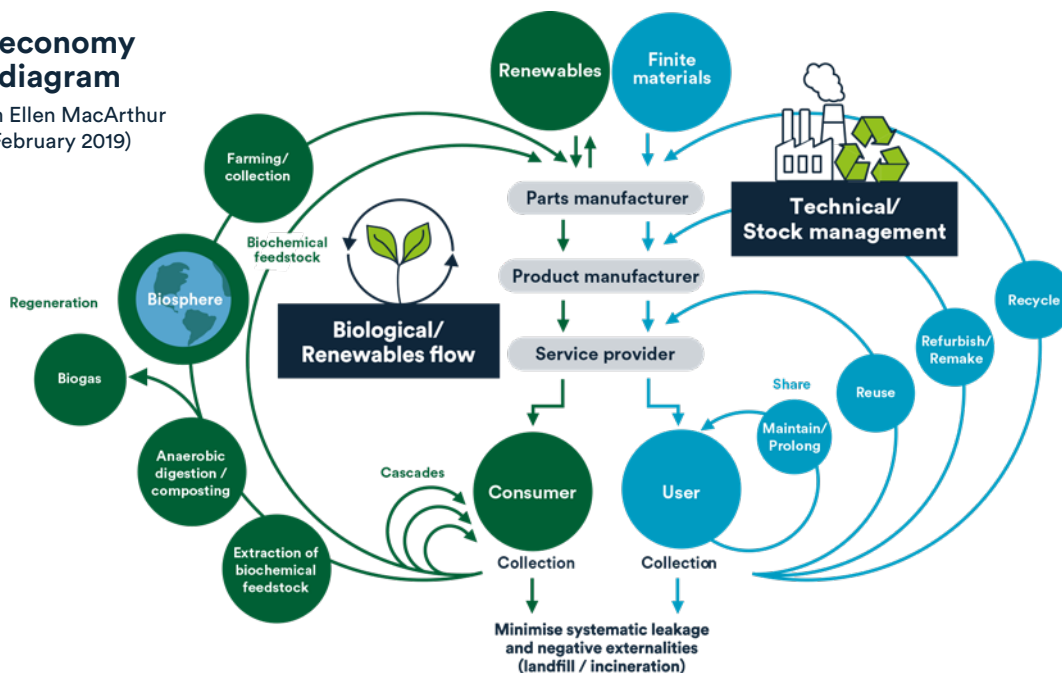 economy
diagram
Ellen MacArthur
February 2019)
Renewables
Finite
materials
Farming/
collection
Parts manufacturer
Technical/
Stock management
Biochemical
feedstock
Product manufacturer
Biosphere
Regeneration
Recycle
Biological/
Renewables flow
Service provider
Refurbish/
Remake
Biogas
Share
Reuse
Maintain/
Prolong
Anaerobic
digestion /
composting
Cascades
Consumer
User
Extraction of
biochemical
feedstock
Collection
Collection
Minimise systematic leakage
and negative externalities
(landfill / incineration)